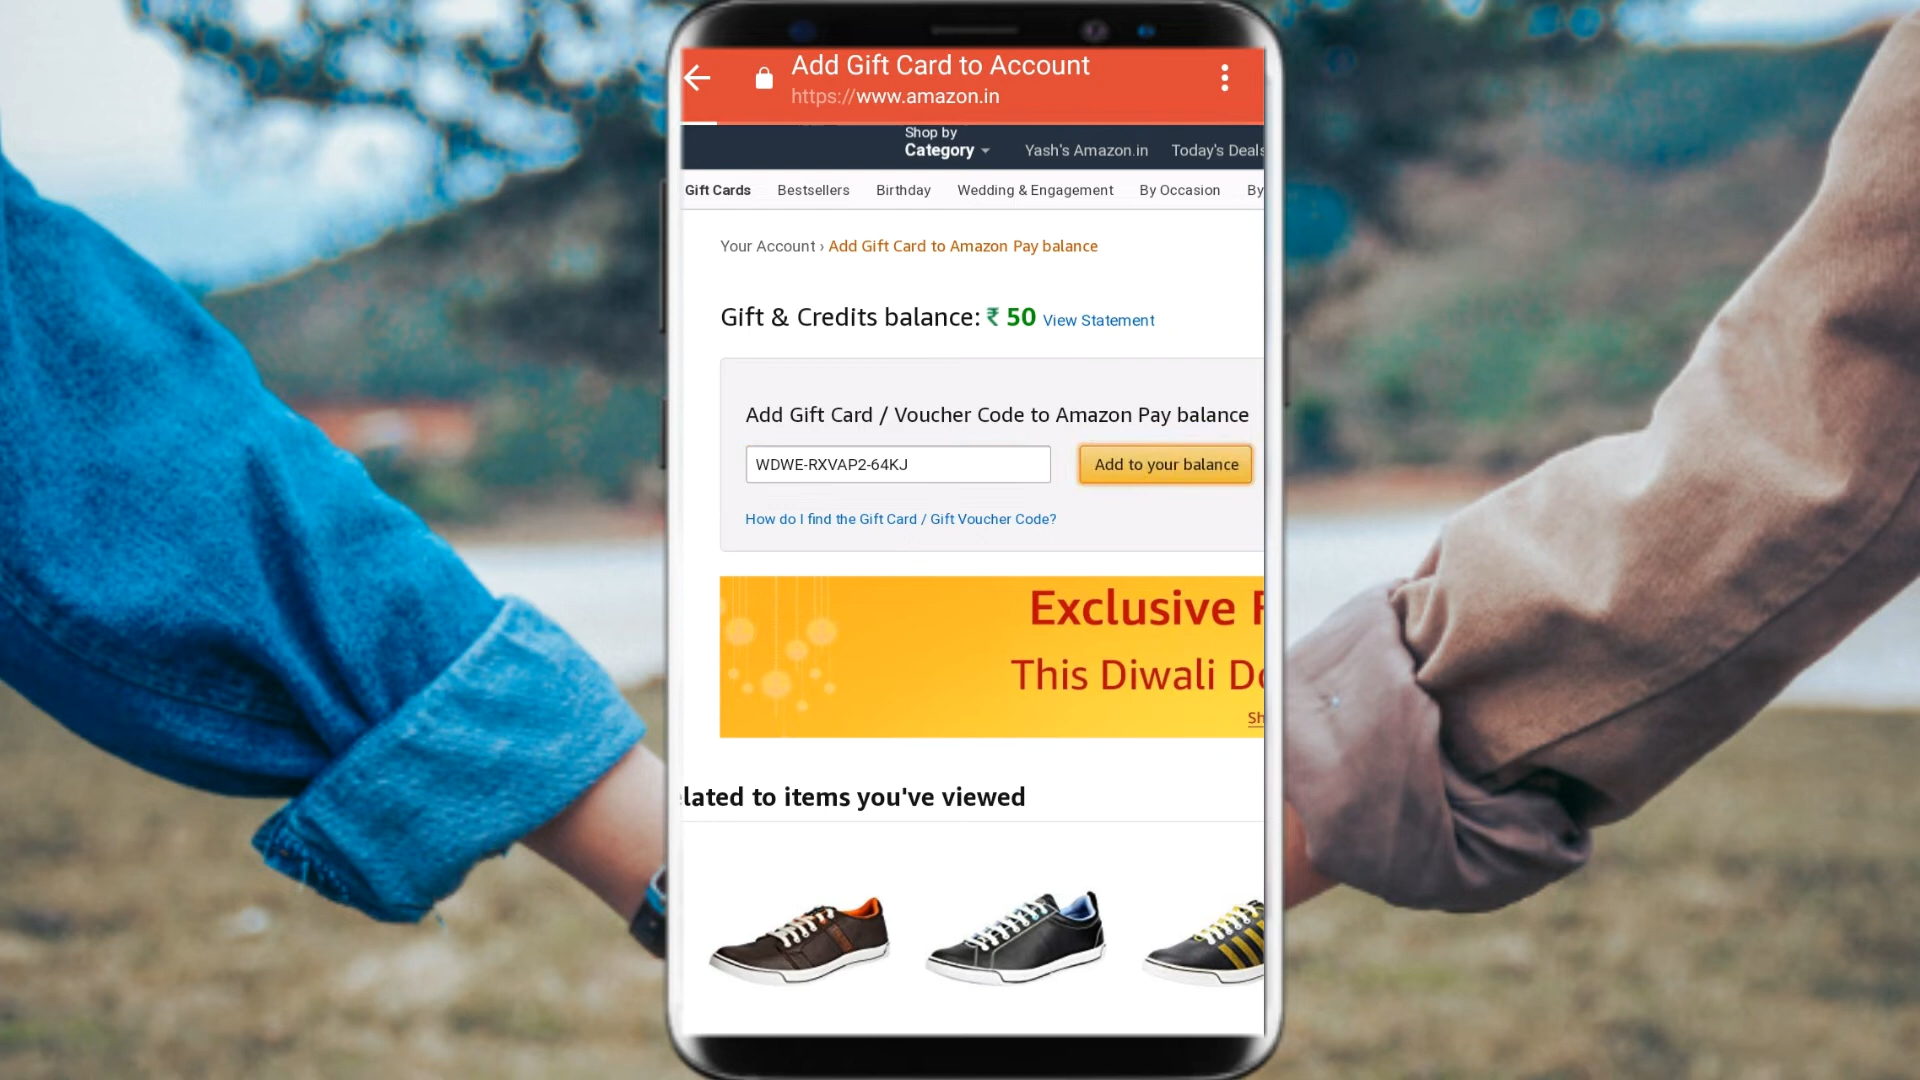 Add Gift Card to Account
https://www.amazon.in
Shop by
Category
Yash's Amazon.in
Today's Deals
Gift Cards
Bestsellers
Birthday
Wedding & Engagement
By Occasion
By
Your Account › Add Gift Card to Amazon Pay balance
Gift & Credits balance: ₹ 50 View Statement
Add Gift Card / Voucher Code to Amazon Pay balance
WDWE-RXVAP2-64KJ
Add to your balance
How do I find the Gift Card / Gift Voucher Code?
Exclusive
This Diwali
lated to items you've viewed